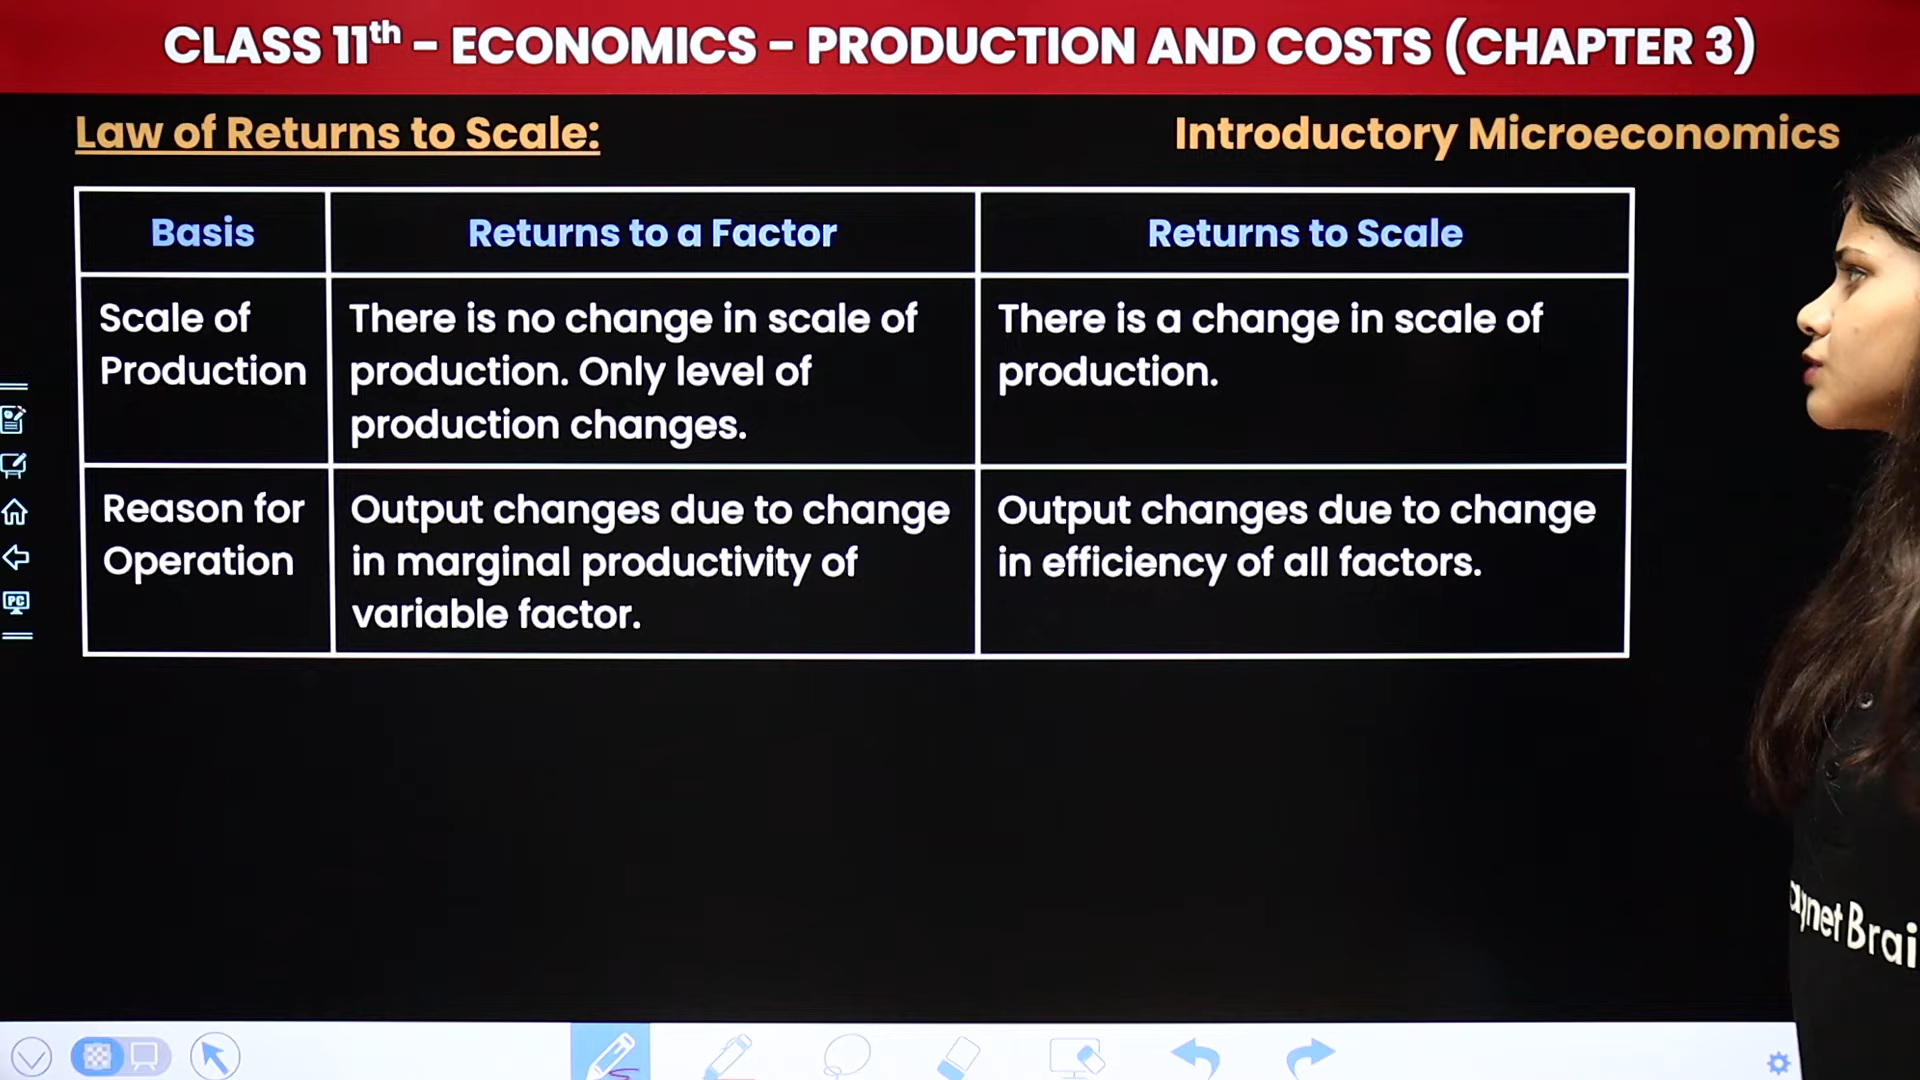 CLASS 11th - ECONOMICS - PRODUCTION AND COSTS (CHAPTER 3)
Law of Returns to Scale:
Introductory Microeconomics
Basis
Returns to a Factor
Returns to Scale
Scale of
Production
There is no change in scale of
production. Only level of
production changes.
There is a change in scale of
production.
Reason for
Operation
Output changes due to change
in marginal productivity of
variable factor.
Output changes due to change
in efficiency of all factors.
PC
agnet Brai